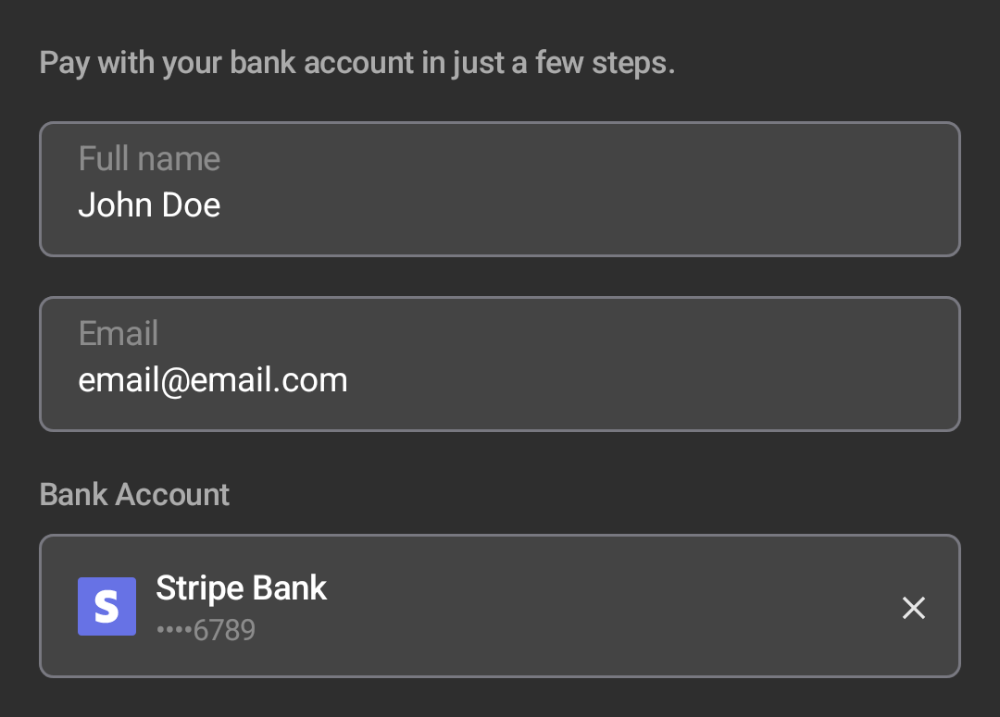 Pay with your bank account in just a few steps.
Full name
John Doe
Email
email@email.com
Bank Account
S
Stripe Bank
••••6789